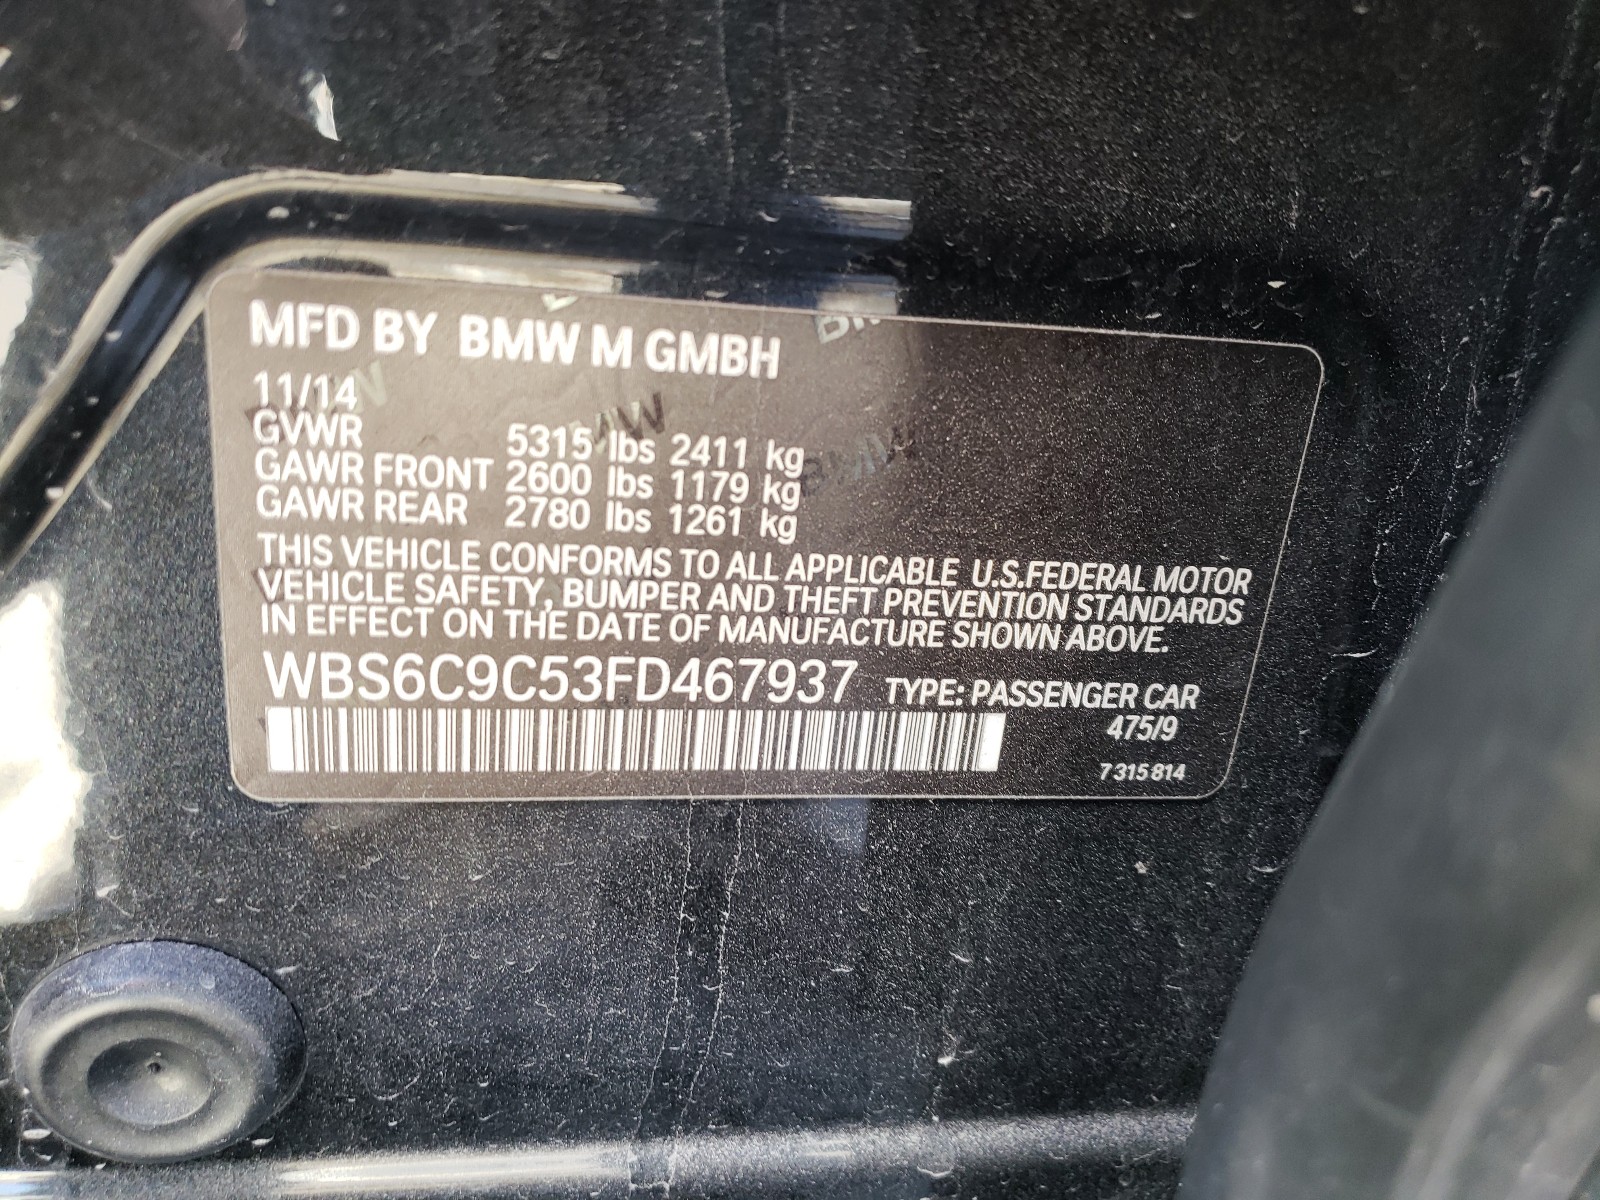 MFD BY BMW M GMBH
11/14
GVWR 5315 lbs 2411 kg
GAWR FRONT 2600 lbs 1179 kg
GAWR REAR 2780 lbs 1261 kg
THIS VEHICLE CONFORMS TO ALL APPLICABLE U.S.FEDERAL MOTOR
VEHICLE SAFETY, BUMPER AND THEFT PREVENTION STANDARDS
IN EFFECT ON THE DATE OF MANUFACTURE SHOWN ABOVE.
WBS6C9C53FD467937 TYPE: PASSENGER CAR
475/9
7 315 814